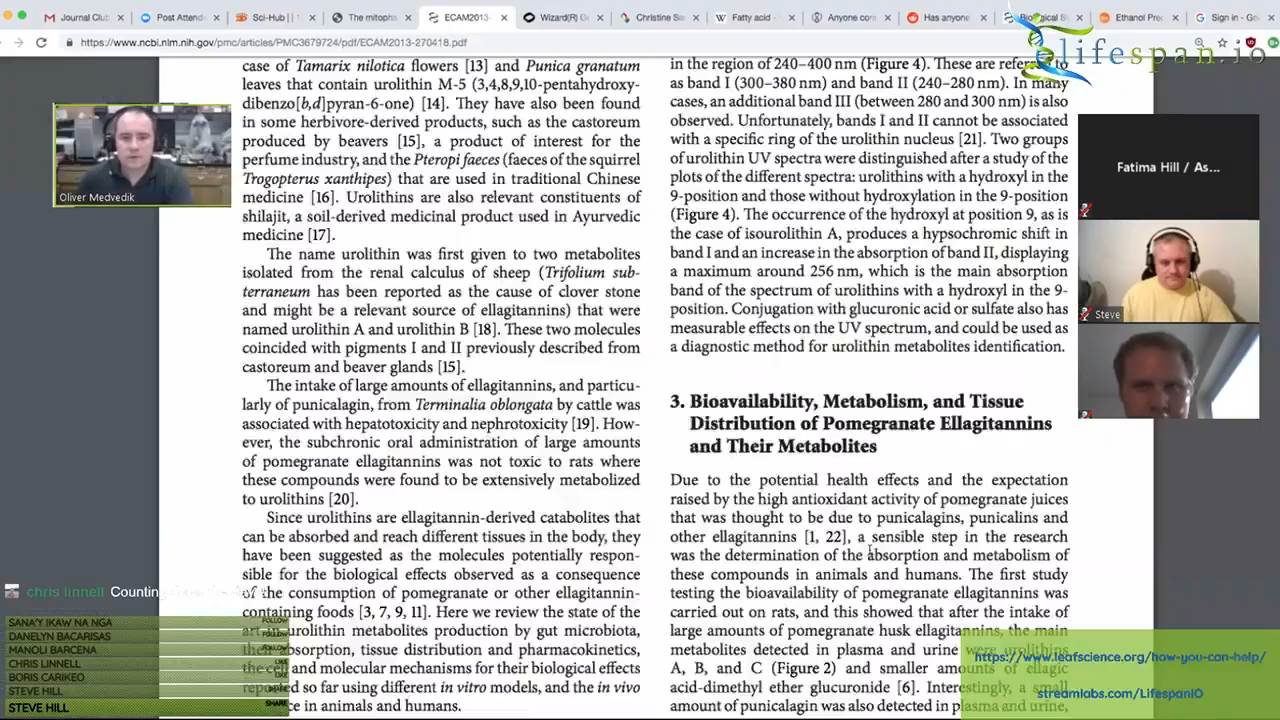 Journal Club
Post Attende
Sci-Hub | 
The mitopha
ECAM2013-
Wizard(R) Ge
Christine Se
Fatty acid -
Anyone con
Has anyone
Biological S
Ethanol Prec
Sign in - Go
https://www.ncbi.nlm.nih.gov/pmc/articles/PMC3679724/pdf/ECAM2013-270418.pdf
lifespan.io
case of Tamarix nilotica flowers [13] and Punica granatum
leaves that contain urolithin M-5 (3,4,8,9,10-pentahydroxy-
dibenzo[b,d]pyran-6-one) [14]. They have also been found
in some herbivore-derived products, such as the castoreum
produced by beavers [15], a product of interest for the
perfume industry, and the Pteropi faeces (faeces of the squirrel
Trogopterus xanthipes) that are used in traditional Chinese
medicine [16]. Urolithins are also relevant constituents of
shilajit, a soil-derived medicinal product used in Ayurvedic
medicine [17].
The name urolithin was first given to two metabolites
isolated from the renal calculus of sheep (Trifolium sub-
terraneum has been reported as the cause of clover stone
and might be a relevant source of ellagitannins) that were
named urolithin A and urolithin B [18]. These two molecules
coincided with pigments I and II previously described from
castoreum and beaver glands [15].
The intake of large amounts of ellagitannins, and particu-
larly of punicalagin, from Terminalia oblongata by cattle was
associated with hepatotoxicity and nephrotoxicity [19]. How-
ever, the subchronic oral administration of large amounts
of pomegranate ellagitannins was not toxic to rats where
these compounds were found to be extensively metabolized
to urolithins [20].
Since urolithins are ellagitannin-derived catabolites that
can be absorbed and reach different tissues in the body, they
have been suggested as the molecules potentially respon-
sible for the biological effects observed as a consequence
of the consumption of pomegranate or other ellagitannin-
containing foods [3, 7, 9, 11]. Here we review the state of the
urolithin metabolites production by gut microbiota,
absorption, tissue distribution and pharmacokinetics,
and molecular mechanisms for their biological effects
so far using different in vitro models, and the in vivo
in animals and humans.
in the region of 240–400 nm (Figure 4). These are referred to
as band I (300–380 nm) and band II (240–280 nm). In many
cases, an additional band III (between 280 and 300 nm) is also
observed. Unfortunately, bands I and II cannot be associated
with a specific ring of the urolithin nucleus [21]. Two groups
of urolithin UV spectra were distinguished after a study of the
plots of the different spectra: urolithins with a hydroxyl in the
9-position and those without hydroxylation in the 9-position
(Figure 4). The occurrence of the hydroxyl at position 9, as is
the case of isourolithin A, produces a hypsochromic shift in
band I and an increase in the absorption of band II, displaying
a maximum around 256 nm, which is the main absorption
band of the spectrum of urolithins with a hydroxyl in the 9-
position. Conjugation with glucuronic acid or sulfate also has
measurable effects on the UV spectrum, and could be used as
a diagnostic method for urolithin metabolites identification.
3. Bioavailability, Metabolism, and Tissue
Distribution of Pomegranate Ellagitannins
and Their Metabolites
Due to the potential health effects and the expectation
raised by the high antioxidant activity of pomegranate juices
that was thought to be due to punicalagins, punicalins and
other ellagitannins [1, 22], a sensible step in the research
was the determination of the absorption and metabolism of
these compounds in animals and humans. The first study
testing the bioavailability of pomegranate ellagitannins was
carried out on rats, and this showed that after the intake of
large amounts of pomegranate husk ellagitannins, the main
metabolites detected in plasma and urine were urolithins
A, B, and C (Figure 2) and smaller amounts of ellagic
acid-dimethyl ether glucuronide [6]. Interestingly, a small
amount of punicalagin was also detected in plasma and urine,
Oliver Medvedik
Fatima Hill / As...
Steve
chris linnell Counting
SANA'Y IKAW NA NGA FOLLOW
DANELYN BACARISAS FOLLOW
MANOLI BARCENA FOLLOW
CHRIS LINNELL LIKE
BORIS CARIKEO LIKE
STEVE HILL
STEVE HILL SHARE
https://www.leafscience.org/how-you-can-help/
streamlabs.com/LifespanIO